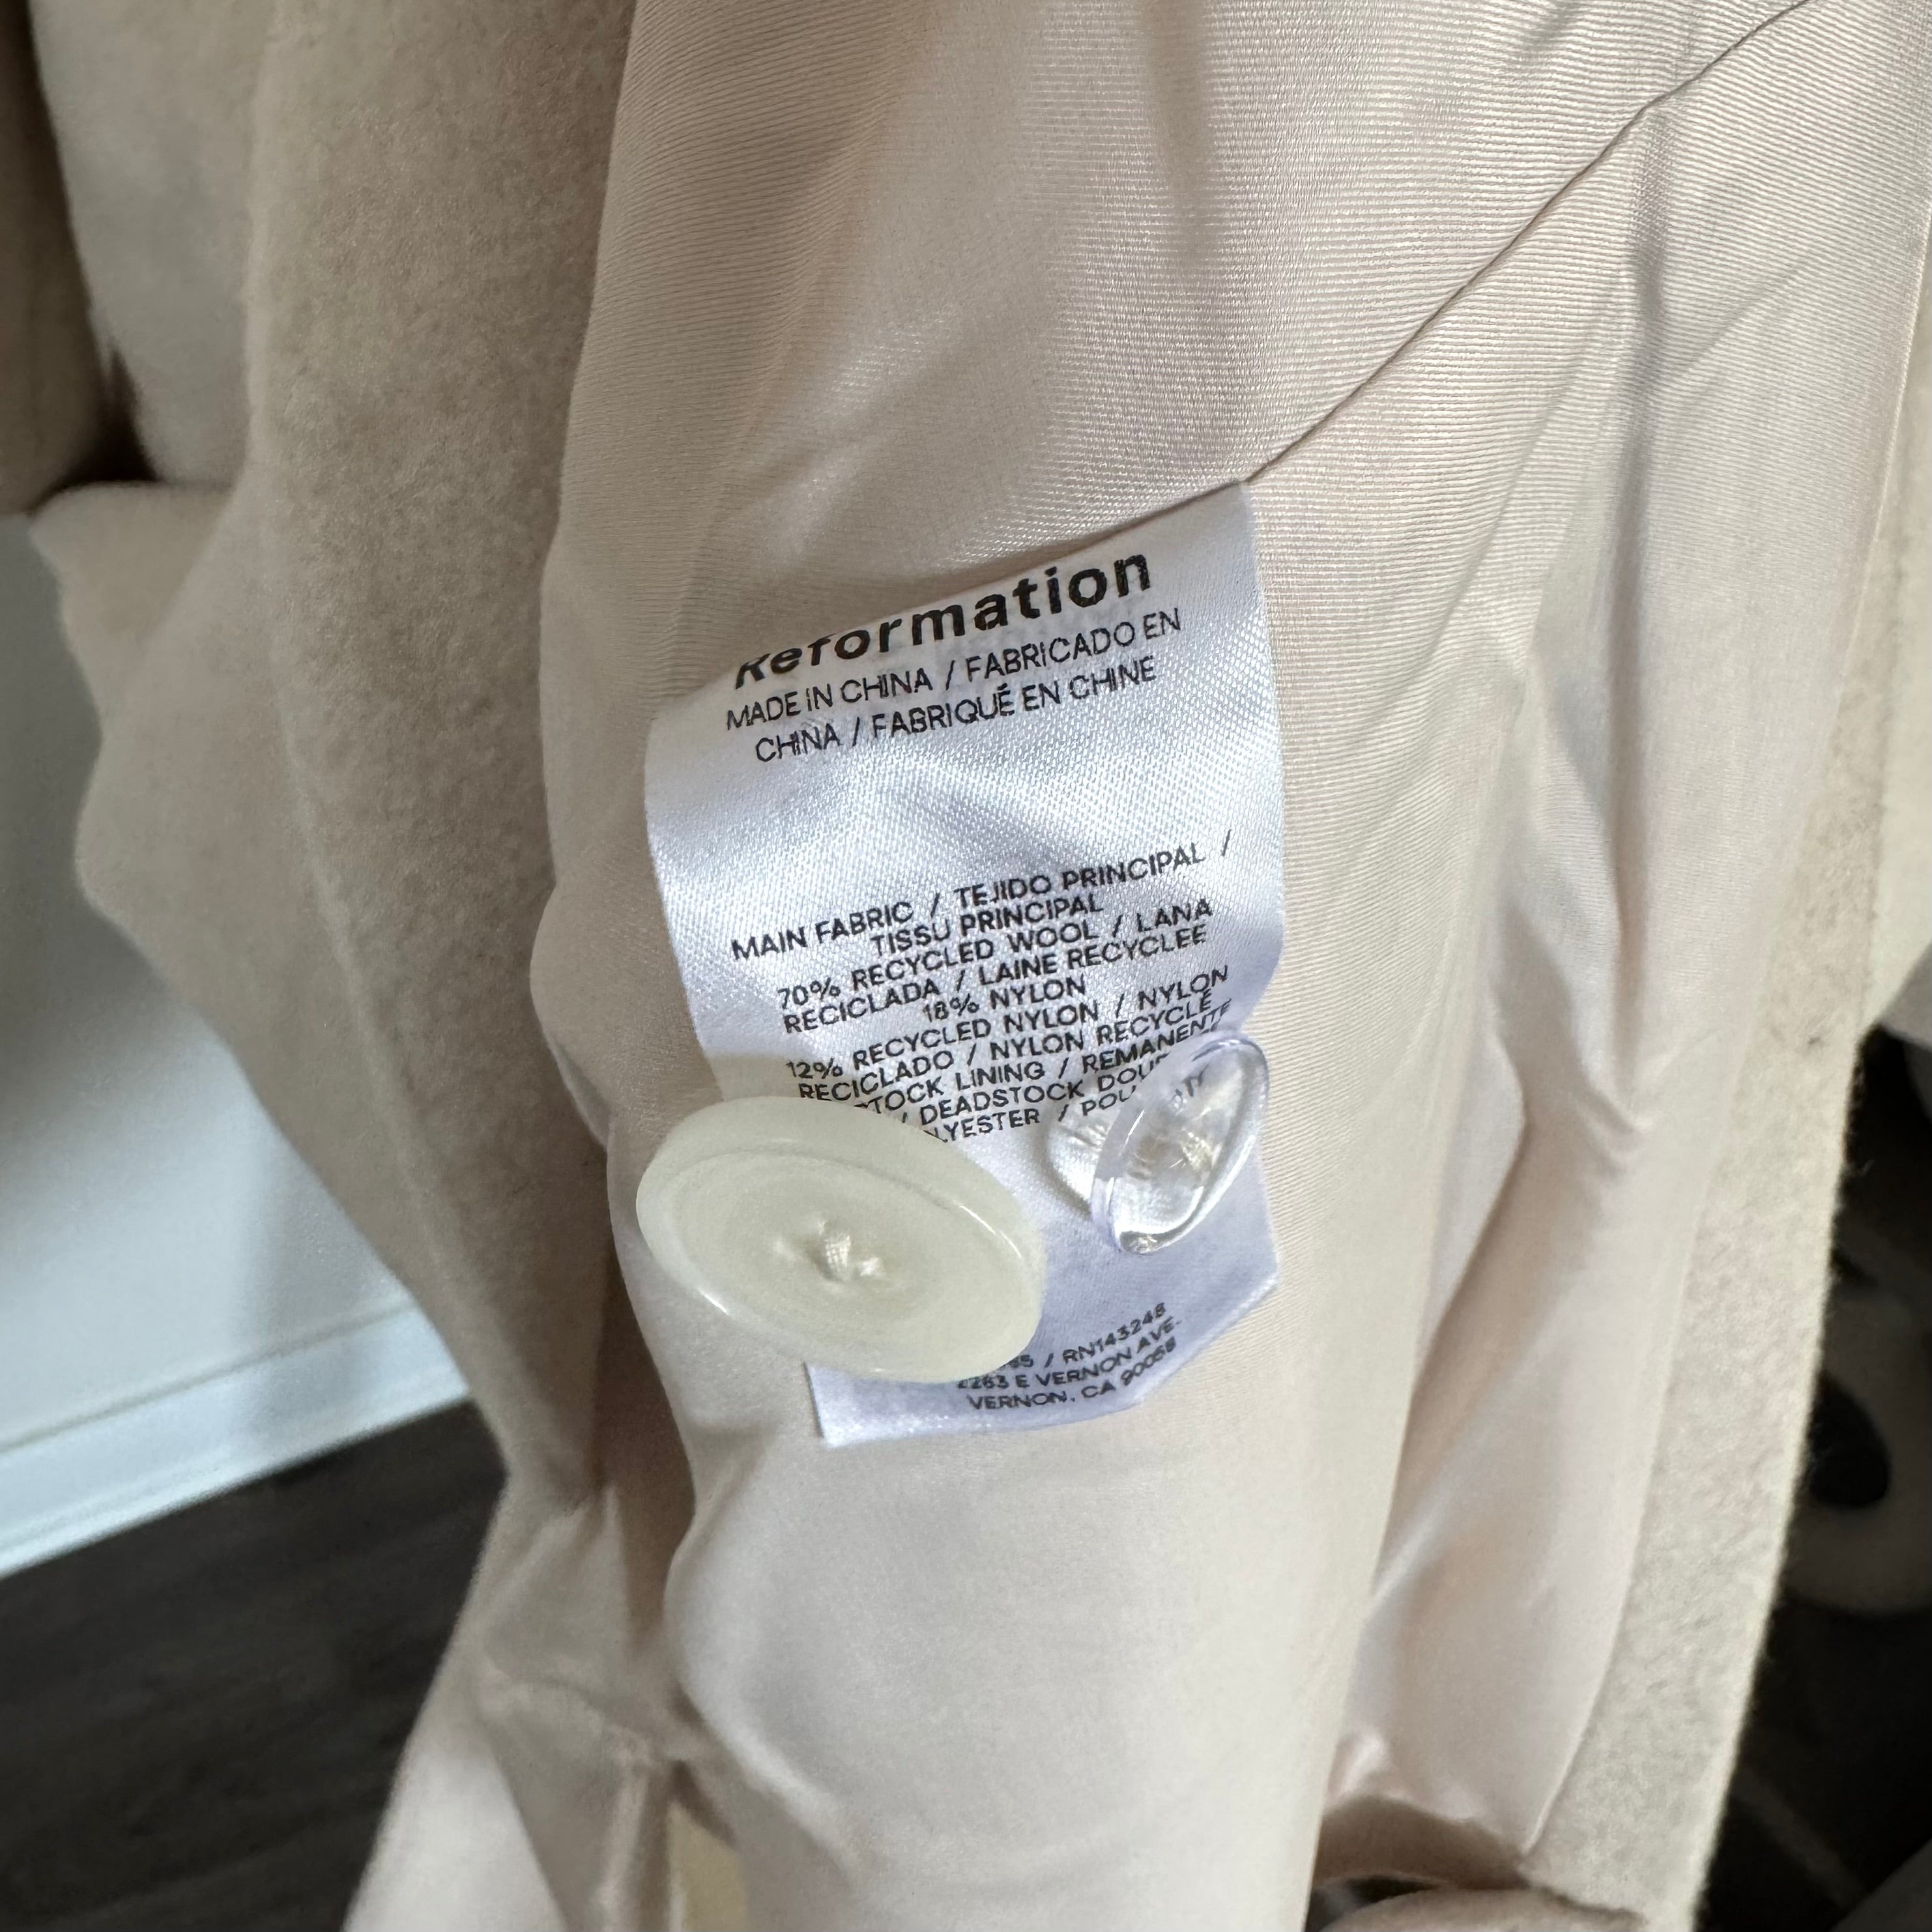 Reformation
MADE IN CHINA / FABRICADO EN
CHINA / FABRIQUÉ EN CHINE
MAIN FABRIC / TEJIDO PRINCIPAL /
TISSU PRINCIPAL
70% RECYCLED WOOL / LANA
RECICLADA / LAINE RECYCLEE
18% NYLON
12% RECYCLED NYLON / NYLON
RECICLADO / NYLON RECYCLÉ
LINING / REMANENTE
/ DEADSTOCK
/
/ RN143248
2263 E VERNON AVE.
VERNON, CA 90058